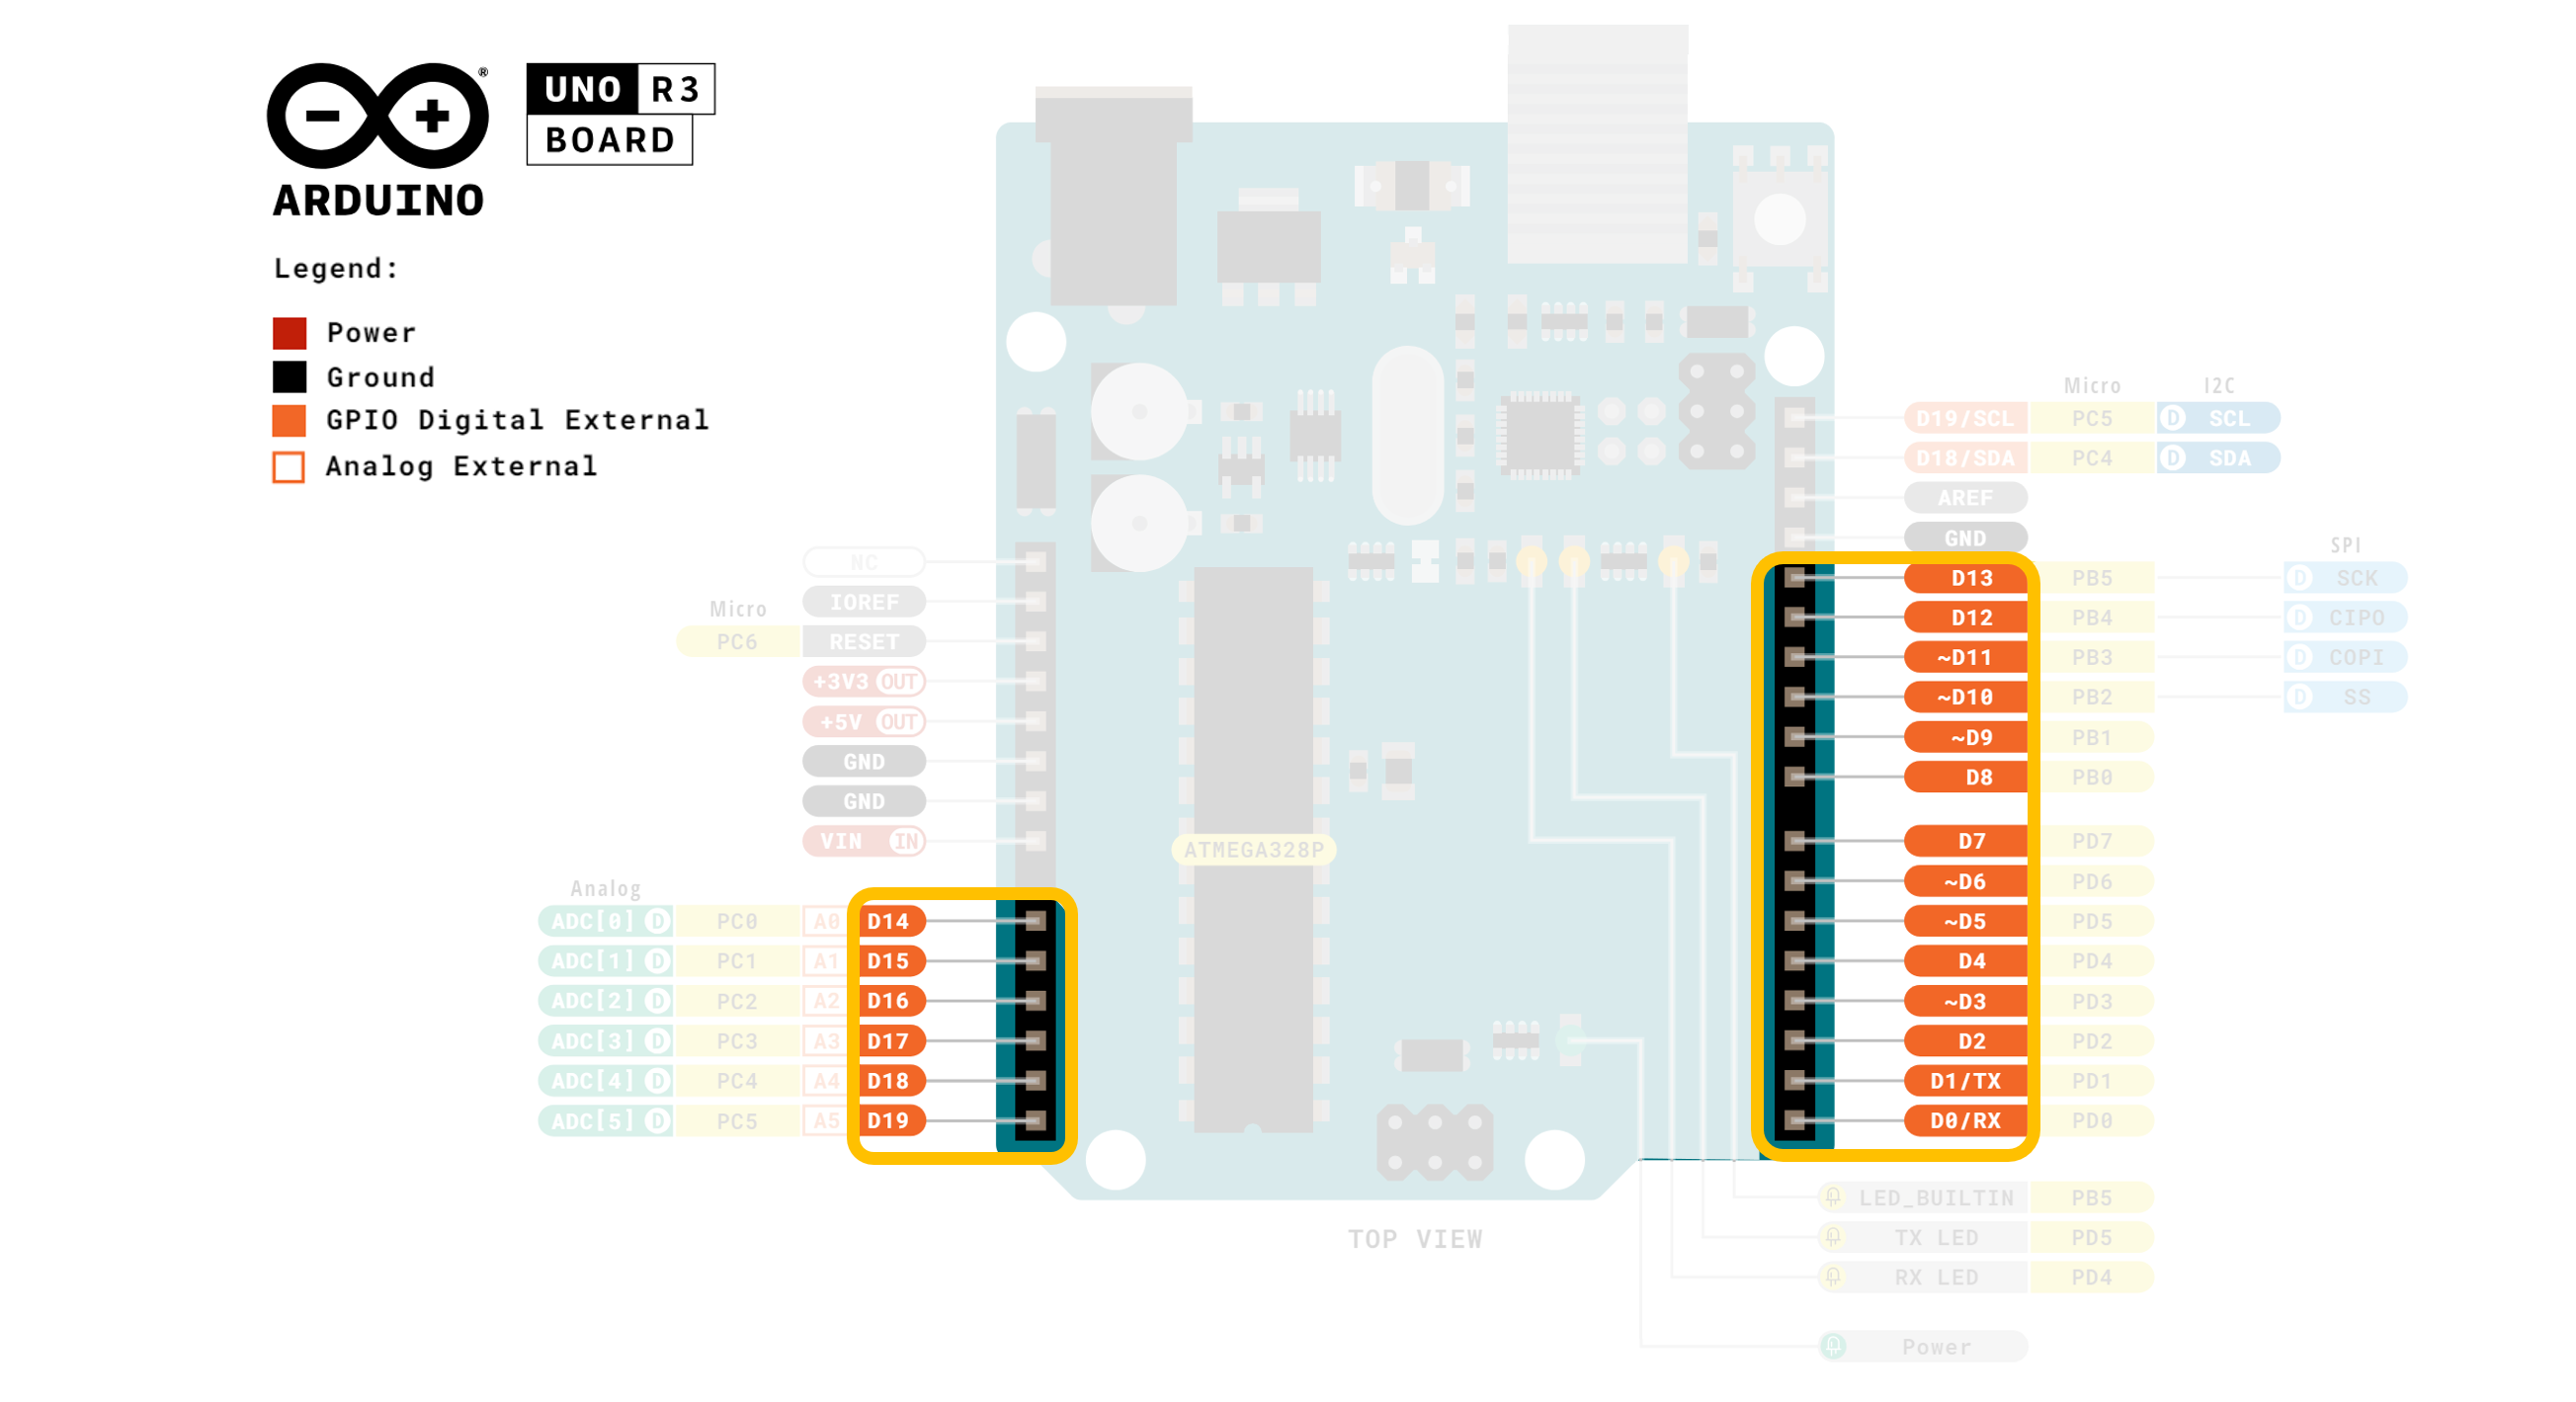 ®
UNO R3
BOARD
ARDUINO
Legend:
Power
Ground
GPIO Digital External
Analog External
NC
IOREF
Micro
PC6 RESET
+3V3 OUT
+5V OUT
GND
GND
VIN IN
Analog
ADC[0] D PC0 A0 D14
ADC[1] D PC1 A1 D15
ADC[2] D PC2 A2 D16
ADC[3] D PC3 A3 D17
ADC[4] D PC4 A4 D18
ADC[5] D PC5 A5 D19
ATMEGA328P
TOP VIEW
Micro I2C
D19/SCL PC5 D SCL
D18/SDA PC4 D SDA
AREF
GND
SPI
D13 PB5 D SCK
D12 PB4 D CIPO
~D11 PB3 D COPI
~D10 PB2 D SS
~D9 PB1
D8 PB0
D7 PD7
~D6 PD6
~D5 PD5
D4 PD4
~D3 PD3
D2 PD2
D1/TX PD1
D0/RX PD0
LED_BUILTIN PB5
TX LED PD5
RX LED PD4
Power